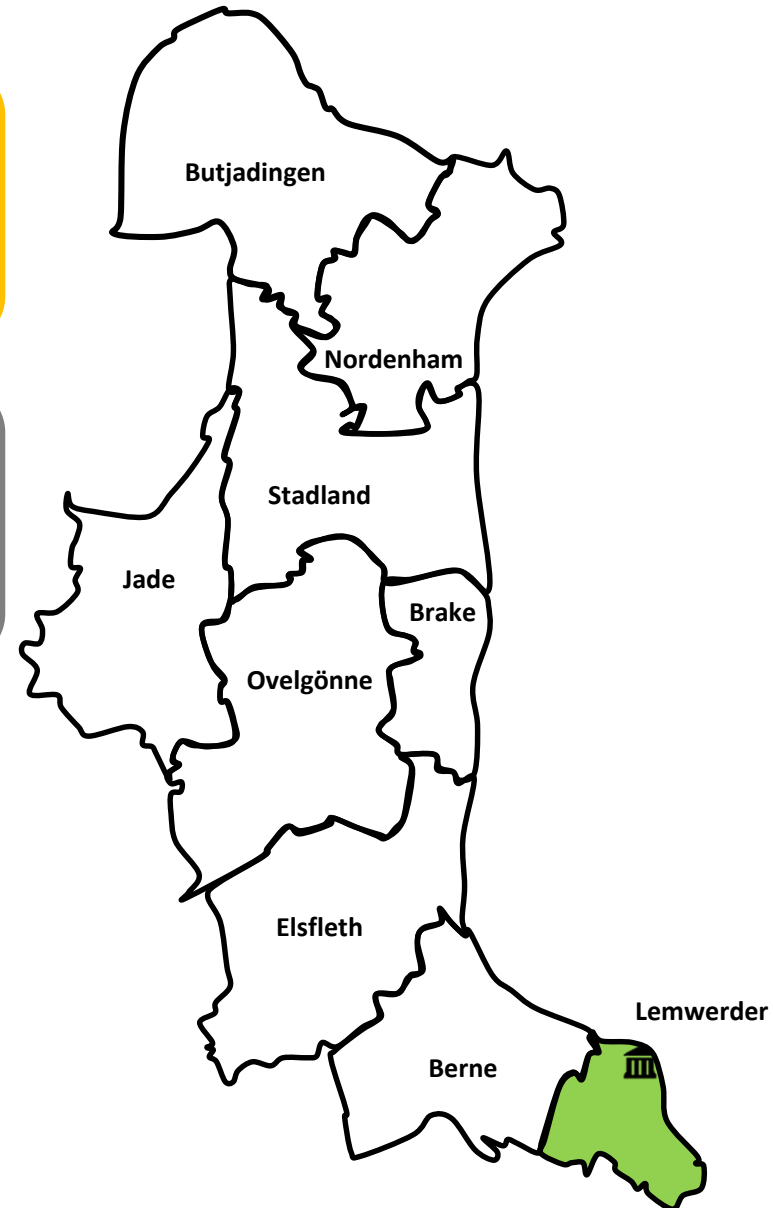 Butjadingen
Nordenham
Stadland
Jade
Brake
Ovelgönne
Elsfleth
Lemwerder
Berne